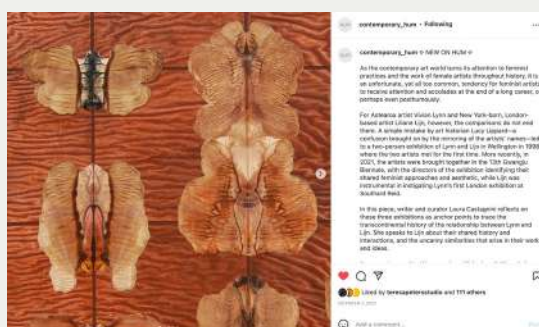 contemporary_hum • Following
contemporary_hum ✧ NEW ON HUM ✧
As the contemporary art world turns its attention to feminist
practices and the work of female artists throughout history, it is
an unfortunate, yet all too common, tendency for feminist artists
to receive attention and accolades at the end of a long career, or
perhaps even posthumously.
For Aotearoa artist Vivian Lynn and New York-born, London-
based artist Liliane Lijn, however, the comparisons do not end
there. A simple mistake by art historian Lucy Lippard—a
confusion brought on by the mirroring of the artists' names—led
to a two-person exhibition of Lynn and Lijn in Wellington in
where the two artists met for the first time. More recently, in
2021, the artists were brought together in the 13th Gwangju
Biennale, with the directors of the exhibition identifying their
shared feminist approaches and aesthetic, while Lijn was
instrumental in instigating Lynn's first London exhibition at
Southard Reid.
In this piece, writer and curator Laura Castagnini reflects on
these three exhibitions as anchor points to trace the
transcontinental history of the relationship between Lynn and
Lijn. She speaks to Lijn about their shared history and
interactions, and the uncanny similarities that arise in their work
and ideas.
Liked by teresapetersstudio and 111 others
Add a comment...